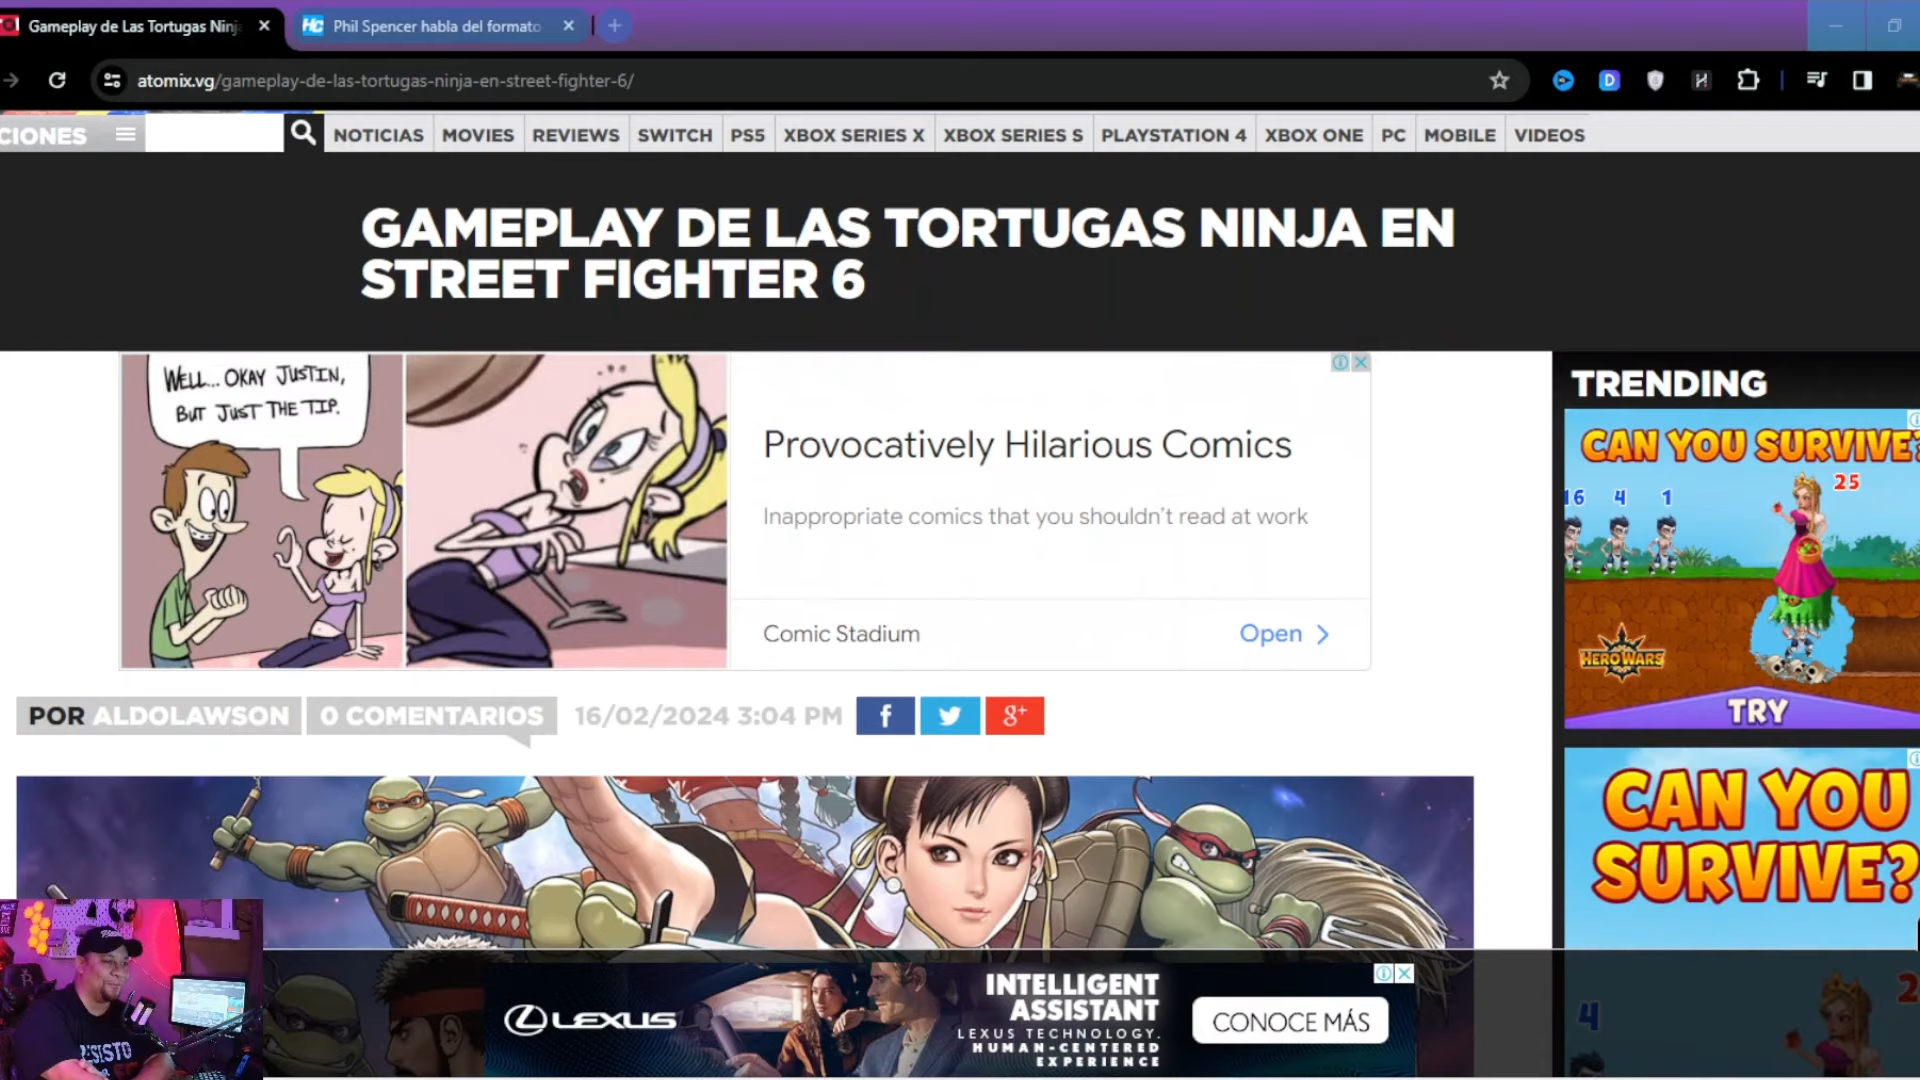 Gameplay de Las Tortugas Ninj
Phil Spencer habla del formato
atomix.vg/gameplay-de-las-tortugas-ninja-en-street-fighter-6/
CIONES
NOTICIAS
MOVIES
REVIEWS
SWITCH
PS5
XBOX SERIES X
XBOX SERIES S
PLAYSTATION 4
XBOX ONE
PC
MOBILE
VIDEOS
GAMEPLAY DE LAS TORTUGAS NINJA EN
STREET FIGHTER 6
WELL... OKAY JUSTIN,
BUT JUST THE TIP.
Provocatively Hilarious Comics
Inappropriate comics that you shouldn't read at work
Comic Stadium
Open
TRENDING
CAN YOU SURVIVE?
25
16 4 1
HERO WARS
TRY
POR ALDOLAWSON
0 COMENTARIOS
16/02/2024 3:04 PM
CAN YOU
SURVIVE?
2
4
LEXUS
INTELLIGENT
ASSISTANT
LEXUS TECHNOLOGY.
HUMAN-CENTERED
EXPERIENCE
CONOCE MÁS